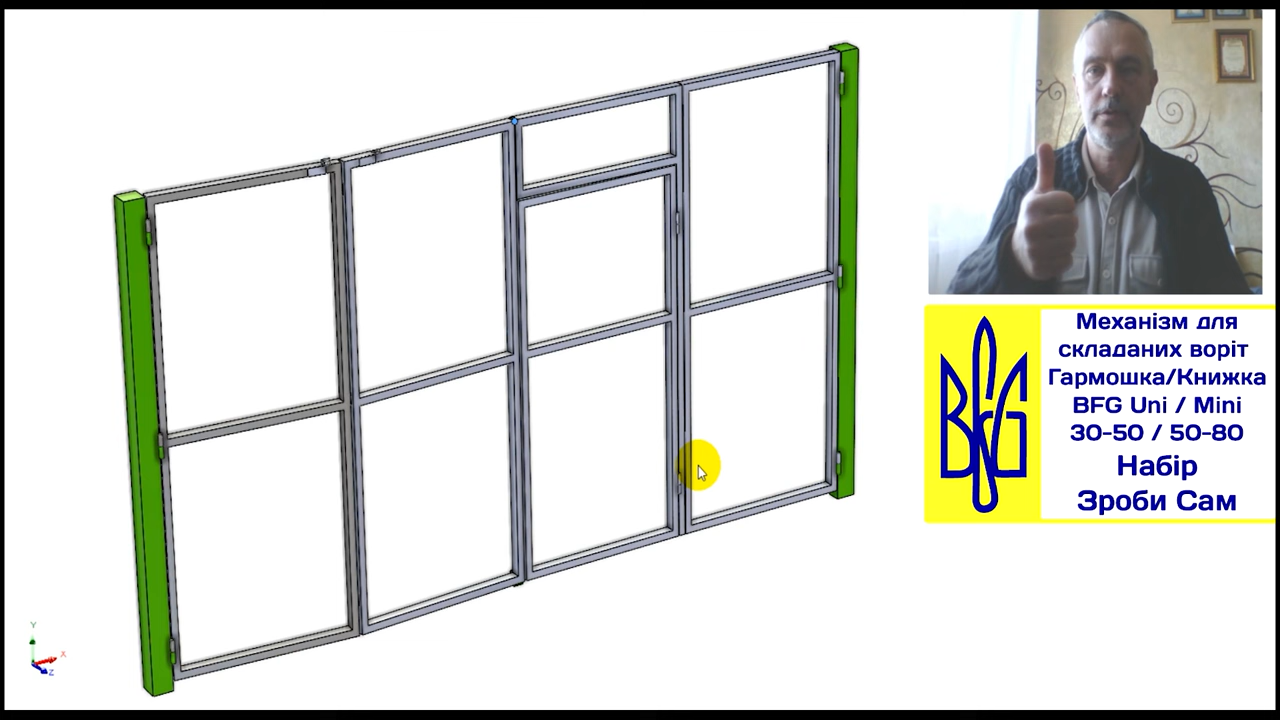 Механізм для
складаних воріт
Гармошка/Книжка
BFG Uni / Mini
30-50 / 50-80
Набір
Зроби Сам
BFG
Y
X
Z